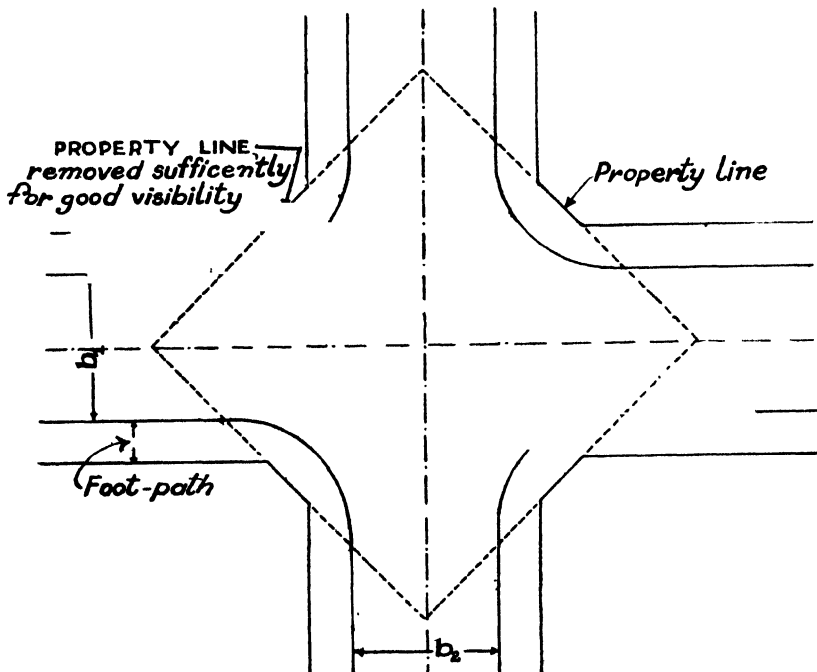 PROPERTY LINE
removed sufficently
for good visibility
Property line
b₁
Foot-path
b₂